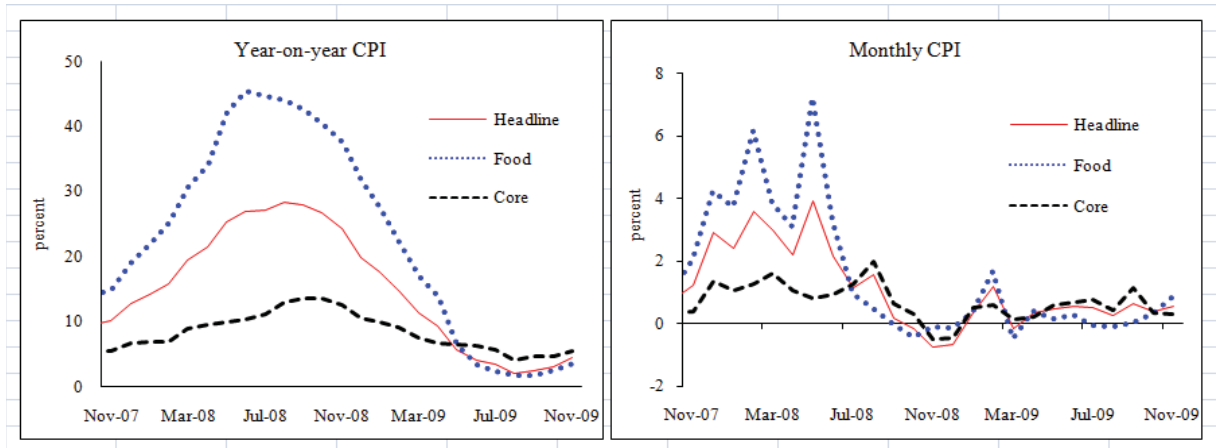 Year-on-year CPI
50
40
30
20
10
0
percent
Headline
Food
Core
Nov-07 Mar-08 Jul-08 Nov-08 Mar-09 Jul-09 Nov-09
Monthly CPI
8
6
4
2
0
-2
percent
Headline
Food
Core
Nov-07 Mar-08 Jul-08 Nov-08 Mar-09 Jul-09 Nov-09